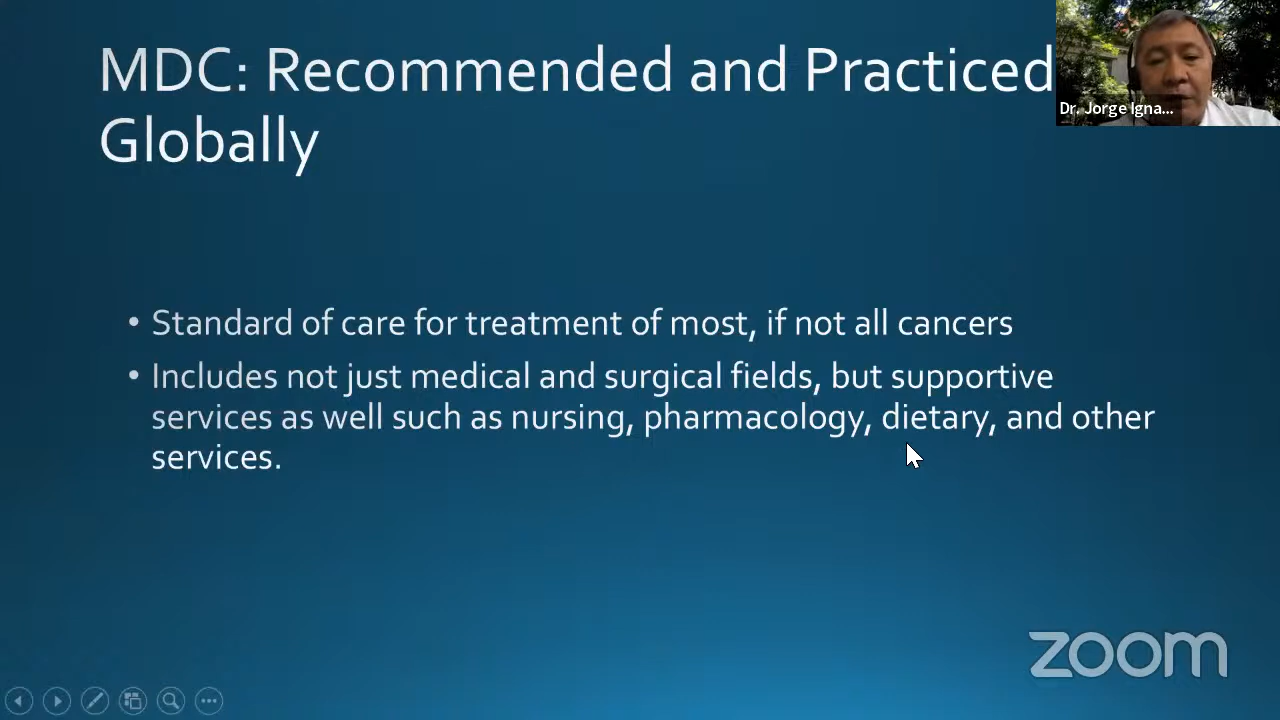 MDC: Recommended and Practiced
Globally
Dr. Jorge Igna...
• Standard of care for treatment of most, if not all cancers
• Includes not just medical and surgical fields, but supportive
services as well such as nursing, pharmacology, dietary, and other
services.
zoom